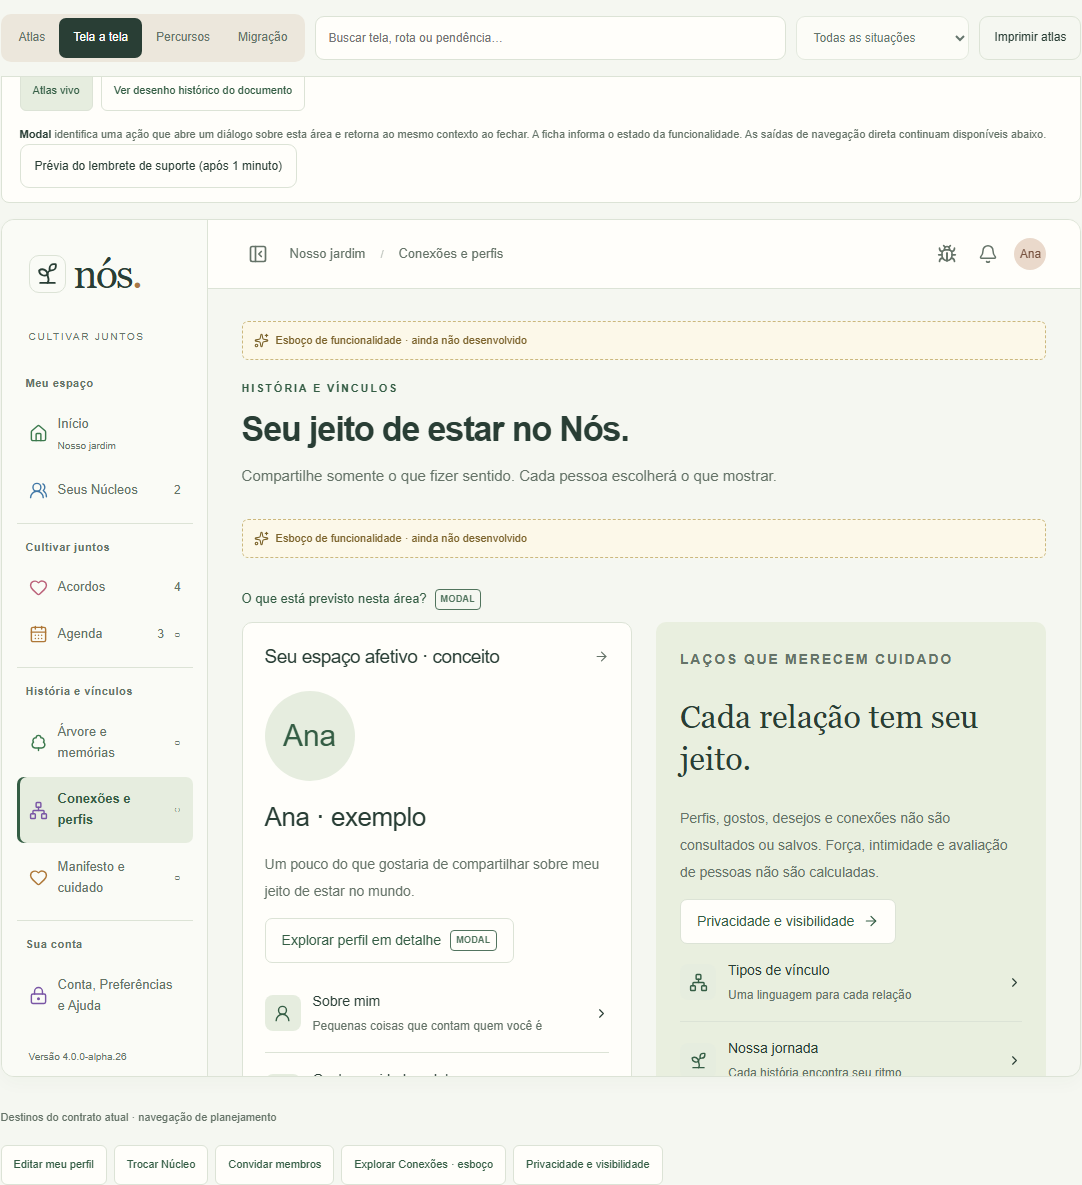 Atlas
Tela a tela
Percursos
Migração
Buscar tela, rota ou pendência...
Todas as situações
Imprimir atlas
Atlas vivo
Ver desenho histórico do documento
Modal identifica uma ação que abre um diálogo sobre esta área e retorna ao mesmo contexto ao fechar. A ficha informa o estado da funcionalidade. As saídas de navegação direta continuam disponíveis abaixo.
Prévia do lembrete de suporte (após 1 minuto)
nós.
CULTIVAR JUNTOS
Meu espaço
Início
Nosso jardim
Seus Núcleos 2
Cultivar juntos
Acordos 4
Agenda 3
História e vínculos
Árvore e
memórias
Conexões e
perfis
Manifesto e
cuidado
Sua conta
Conta, Preferências
e Ajuda
Versão 4.0.0-alpha.26
Nosso jardim / Conexões e perfis
Ana
Esboço de funcionalidade · ainda não desenvolvido
HISTÓRIA E VÍNCULOS
Seu jeito de estar no Nós.
Compartilhe somente o que fizer sentido. Cada pessoa escolherá o que mostrar.
Esboço de funcionalidade · ainda não desenvolvido
O que está previsto nesta área? MODAL
Seu espaço afetivo · conceito
Ana
Ana · exemplo
Um pouco do que gostaria de compartilhar sobre meu
jeito de estar no mundo.
Explorar perfil em detalhe MODAL
Sobre mim
Pequenas coisas que contam quem você é
LAÇOS QUE MERECEM CUIDADO
Cada relação tem seu
jeito.
Perfis, gostos, desejos e conexões não são
consultados ou salvos. Força, intimidade e avaliação
de pessoas não são calculadas.
Privacidade e visibilidade
Tipos de vínculo
Uma linguagem para cada relação
Nossa jornada
Cada história encontra seu ritmo
Destinos do contrato atual · navegação de planejamento
Editar meu perfil
Trocar Núcleo
Convidar membros
Explorar Conexões · esboço
Privacidade e visibilidade